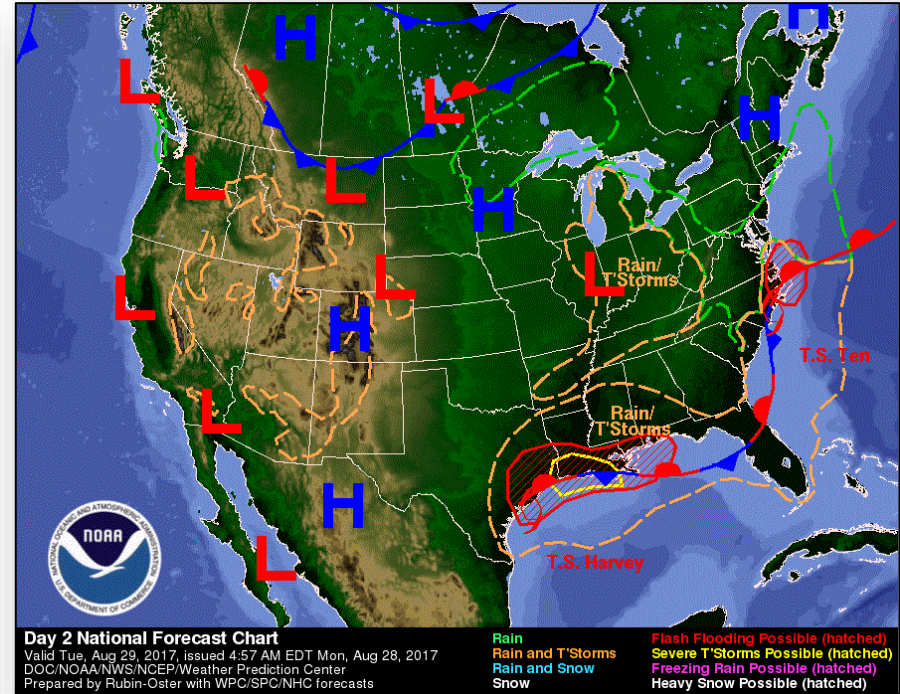 H
H
L
L
H
L
L
H
Rain/
T'Storms
L
L
L
H
T.S. Ten
L
Rain/
T'Storms
H
T.S. Harvey
L
NATIONAL OCEANIC AND ATMOSPHERIC ADMINISTRATION
NOAA
U.S. DEPARTMENT OF COMMERCE
Day 2 National Forecast Chart
Valid Tue, Aug 29, 2017, issued 4:57 AM EDT Mon, Aug 28, 2017
DOC/NOAA/NWS/NCEP/Weather Prediction Center
Prepared by Rubin-Oster with WPC/SPC/NHC forecasts
Rain
Rain and T'Storms
Rain and Snow
Snow
Flash Flooding Possible (hatched)
Severe T'Storms Possible (hatched)
Freezing Rain Possible (hatched)
Heavy Snow Possible (hatched)